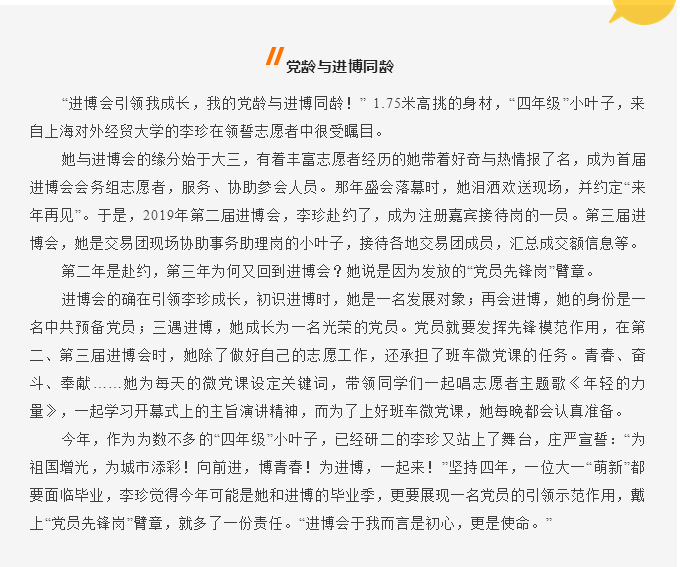 党龄与进博同龄
“进博会引领我成长，我的党龄与进博同龄！” 1.75米高挑的身材，“四年级”小叶子，来
自上海对外经贸大学的李珍在领誓志愿者中很受瞩目。
她与进博会的缘分始于大三，有着丰富志愿者经历的她带着好奇与热情报了名，成为首届
进博会会务组志愿者，服务、协助参会人员。那年盛会落幕时，她泪洒欢送现场，并约定“来
年再见”。于是，2019年第二届进博会，李珍赴约了，成为注册嘉宾接待岗的一员。第三届进
博会，她是交易团现场协助事务助理岗的小叶子，接待各地交易团成员，汇总成交额信息等。
第二年是赴约，第三年为何又回到进博会？她说是因为发放的“党员先锋岗”臂章。
进博会的确在引领李珍成长，初识进博时，她是一名发展对象；再会进博，她的身份是一
名中共预备党员；三遇进博，她成长为一名光荣的党员。党员就要发挥先锋模范作用，在第
二、第三届进博会时，她除了做好自己的志愿工作，还承担了班车微党课的任务。青春、奋
斗、奉献……她为每天的微党课设定关键词，带领同学们一起唱志愿者主题歌《年轻的力
量》，一起学习开幕式上的主旨演讲精神，而为了上好班车微党课，她每晚都会认真准备。
今年，作为为数不多的“四年级”小叶子，已经研二的李珍又站上了舞台，庄严宣誓：“为
祖国增光，为城市添彩！向前进，博青春！为进博，一起来！”坚持四年，一位大一“萌新”都
要面临毕业，李珍觉得今年可能是她和进博的毕业季，更要展现一名党员的引领示范作用，戴
上“党员先锋岗”臂章，就多了一份责任。“进博会于我而言是初心，更是使命。”